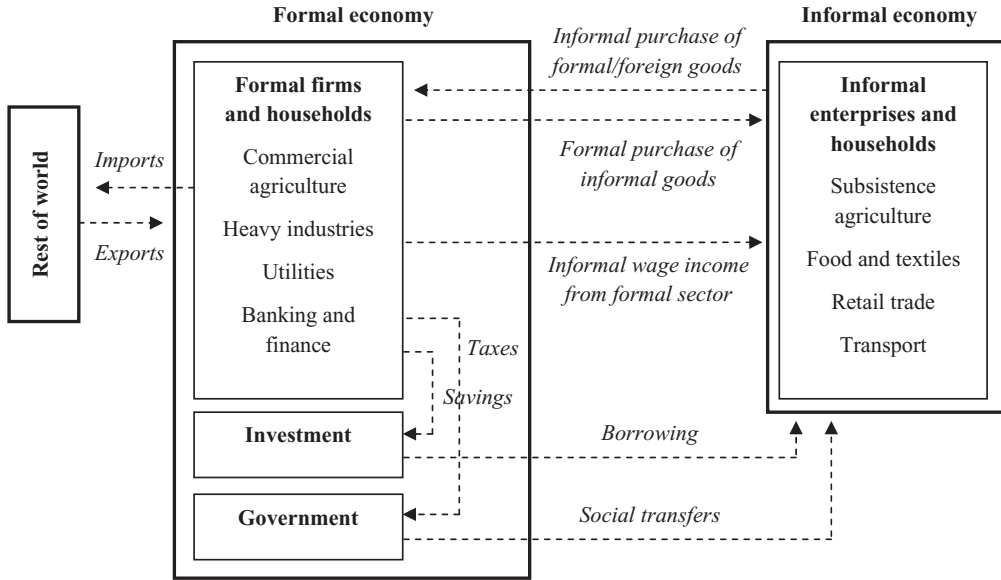 Formal economy
Informal economy
Rest of world
Imports
Exports
Formal firms
and households
Commercial
agriculture
Heavy industries
Utilities
Banking and
finance
Taxes
Savings
Investment
Government
Informal purchase of
formal/foreign goods
Formal purchase of
informal goods
Informal wage income
from formal sector
Borrowing
Social transfers
Informal
enterprises and
households
Subsistence
agriculture
Food and textiles
Retail trade
Transport